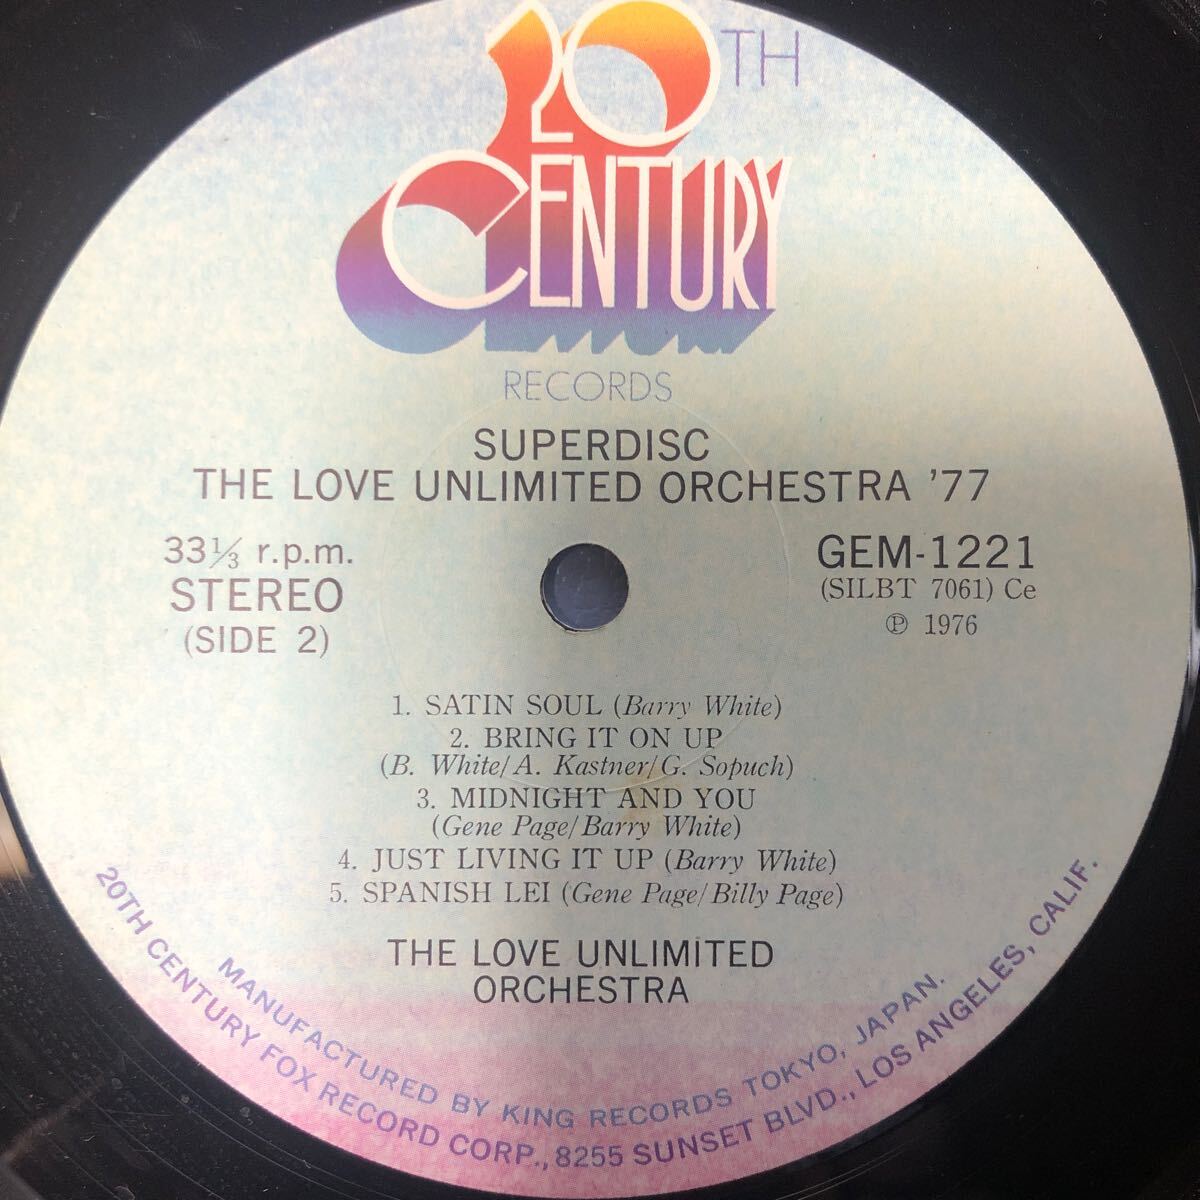 20TH
CENTURY
RECORDS
SUPERDISC
THE LOVE UNLIMITED ORCHESTRA '77
33⅓ r.p.m.
STEREO
(SIDE 2)
GEM-1221
(SILBT 7061) Ce
℗ 1976
1. SATIN SOUL (Barry White)
2. BRING IT ON UP
(B. White/A. Kastner/G. Sopuch)
3. MIDNIGHT AND YOU
(Gene Page/Barry White)
4. JUST LIVING IT UP (Barry White)
5. SPANISH LEI (Gene Page/Billy Page)
THE LOVE UNLIMITED
ORCHESTRA
MANUFACTURED BY KING RECORDS TOKYO, JAPAN.
20TH CENTURY FOX RECORD CORP., 8255 SUNSET BLVD., LOS ANGELES, CALIF.